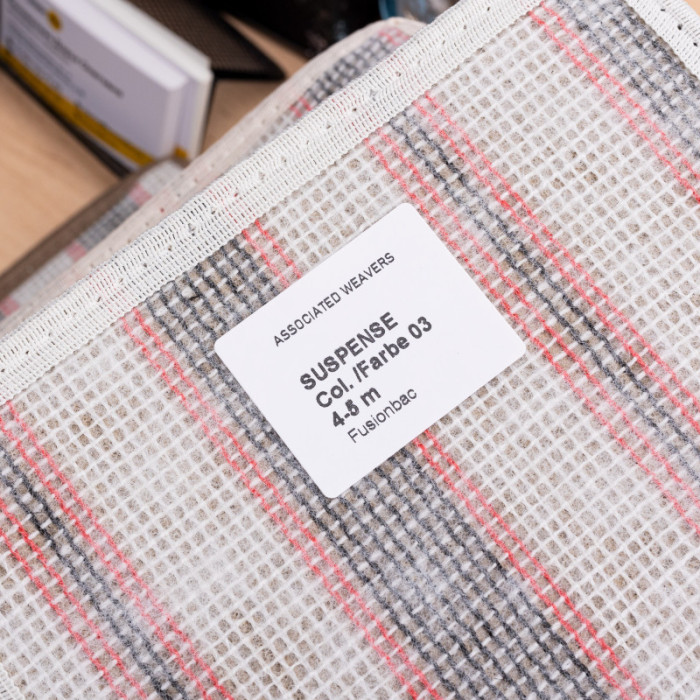 ASSOCIATED WEAVERS
SUSPENSE
Col. /Farbe 03
4-5 m
Fusionbac